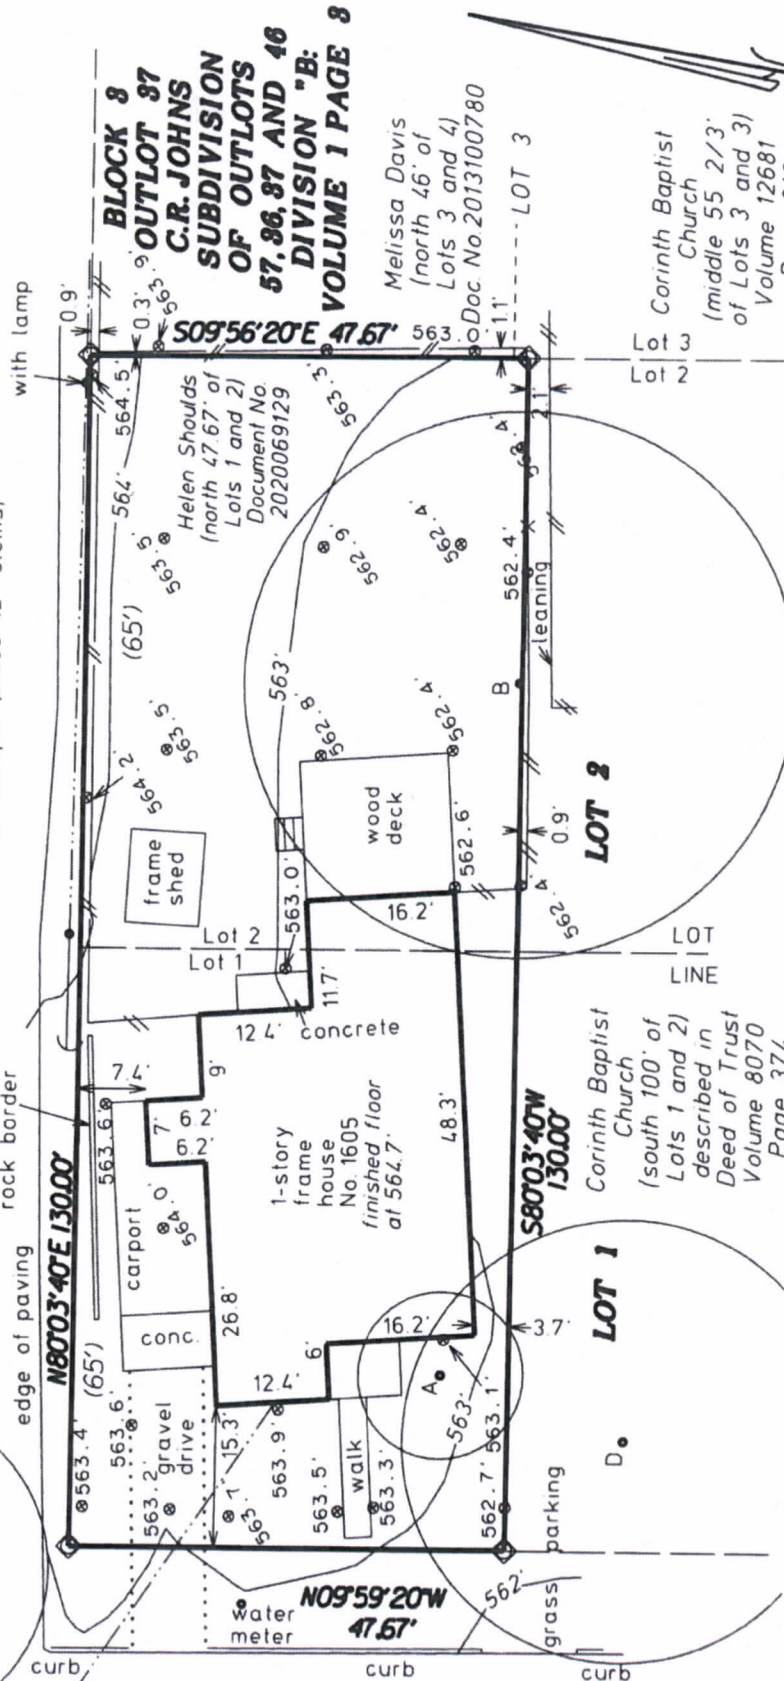 with lamp
rock border
edge of paving
N80°03'40"E 130.00'
(65')
(65')
0.9'
0.3'
563.9'
564.5'
564'
BLOCK 3
OUTLOT 37
C.R. JOHNS
SUBDIVISION
OF OUTLOTS
57, 36, 37 AND 46
DIVISION "B:
VOLUME 1 PAGE 3
S09°56'20"E 47.67'
Melissa Davis
(north 46' of
Lots 3 and 4)
Doc. No. 2013100780
LOT 3
1.1'
563.
563.3'
Helen Shoulds
(north 47.67' of
Lots 1 and 2)
Document No.
2020069129
Corinth Baptist
Church
(middle 55 2/3'
of Lots 3 and 3)
Volume 12681
Lot 3
Lot 2
2.1'
563.5'
562.9'
562.4'
562.4'
leaning
B
563'
563.5'
564.2'
562.8'
562.4'
frame
shed
wood
deck
562.6'
0.9'
562.4'
LOT 2
Lot 2
Lot 1
LOT
LINE
563.0'
16.2'
11.7'
concrete
12.4'
9'
7.4'
7'
6.2'
6.2'
563.6'
564.0'
carport
conc.
26.8'
1-story
frame
house
No. 1605
finished floor
at 564.7'
48.3'
S80°03'40"W
130.00'
Corinth Baptist
Church
(south 100' of
Lots 1 and 2)
described in
Deed of Trust
Volume 8070
Page 374
16.2'
6'
12.4'
15.3'
3.7'
LOT 1
A
D
563'
563.1'
562.7'
563.4'
563.6'
gravel
drive
563.2'
563.9'
563.7'
563.5'
563.3'
walk
N09°59'20"W
47.67'
water
meter
562'
grass parking
curb
curb
curb